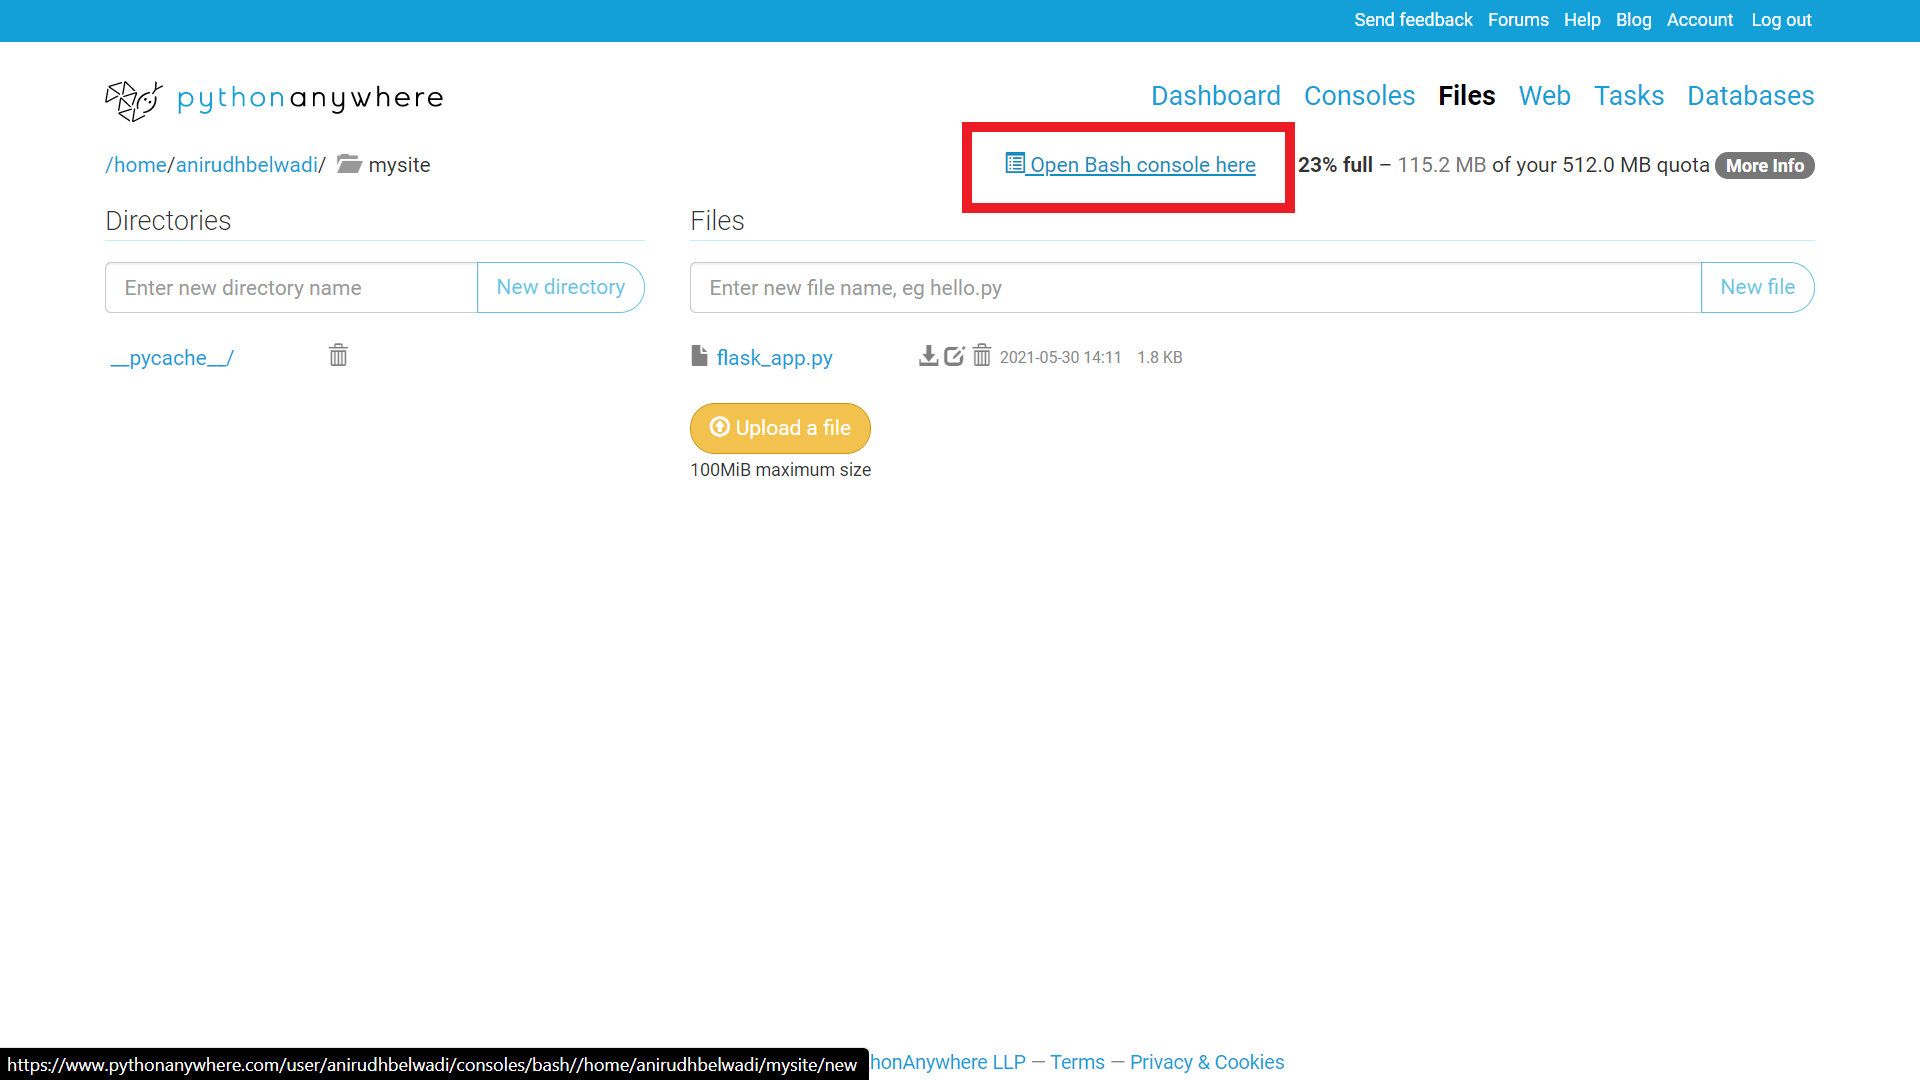 Send feedback Forums Help Blog Account Log out
pythonanywhere
Dashboard Consoles Files Web Tasks Databases
/home/anirudhbelwadi/ mysite
Open Bash console here
23% full – 115.2 MB of your 512.0 MB quota More Info
Directories
Files
Enter new directory name New directory
Enter new file name, eg hello.py New file
__pycache__/
flask_app.py 2021-05-30 14:11 1.8 KB
Upload a file
100MiB maximum size
https://www.pythonanywhere.com/user/anirudhbelwadi/consoles/bash//home/anirudhbelwadi/mysite/new
honAnywhere LLP — Terms — Privacy & Cookies